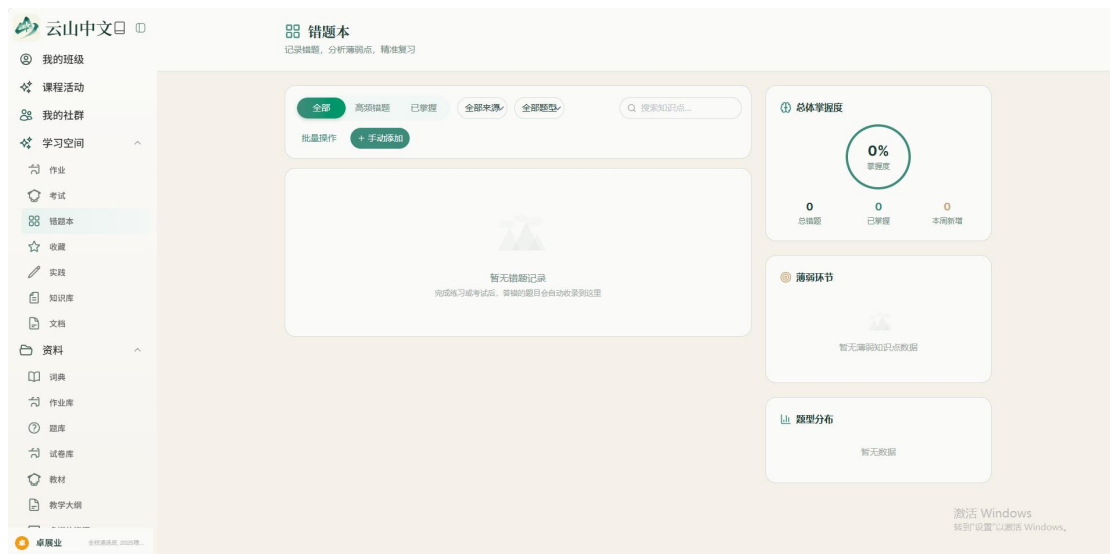 云山中文
我的班级
课程活动
我的社群
学习空间
作业
考试
错题本
收藏
实践
知识库
文档
资料
词典
作业库
题库
试卷库
教材
教学大纲
卓展业
错题本
记录错题，分析薄弱点，精准复习
全部
高频错题
已掌握
全部来源
全部题型
搜索知识点...
批量操作
+ 手动添加
暂无错题记录
完成练习或考试后，答错的题目会自动收录到这里
总体掌握度
0%
掌握度
0 0 0
总错题 已掌握 本周新增
薄弱环节
暂无薄弱知识点数据
题型分布
暂无数据
激活 Windows
转到"设置"以激活 Windows。